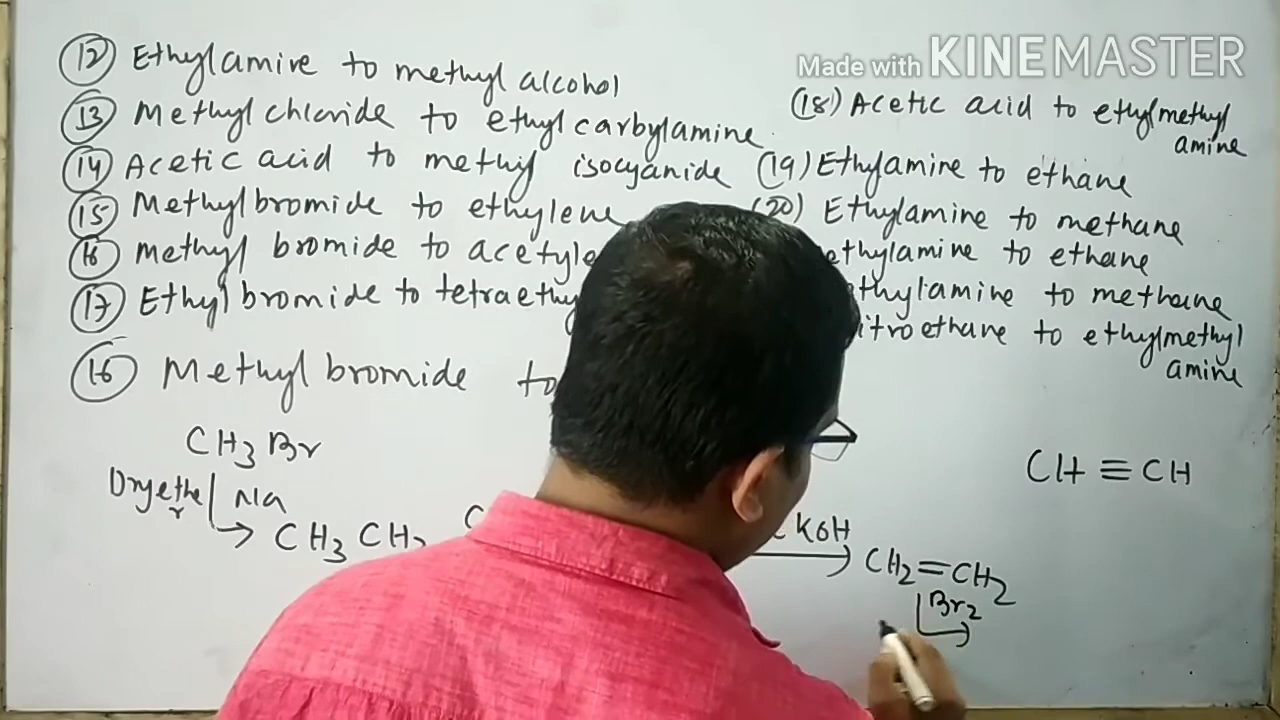 Made with KINEMASTER
(12) Ethylamine to methyl alcohol
(13) Methyl chloride to ethyl carbylamine
(14) Acetic acid to methyl isocyanide
(15) Methylbromide to ethylene
(16) Methyl bromide to acetyle
(17) Ethyl bromide to tetraethy
(18) Acetic acid to ethylmethyl
amine
(19) Ethylamine to ethane
(20) Ethylamine to methane
ethylamine to ethane
thylamine to methane
itroethane to ethylmethyl
amine
(16) Methyl bromide to
CH3Br
Dry ether Na
CH3 CH3
KOH
CH2=CH2
Br2
CH≡CH